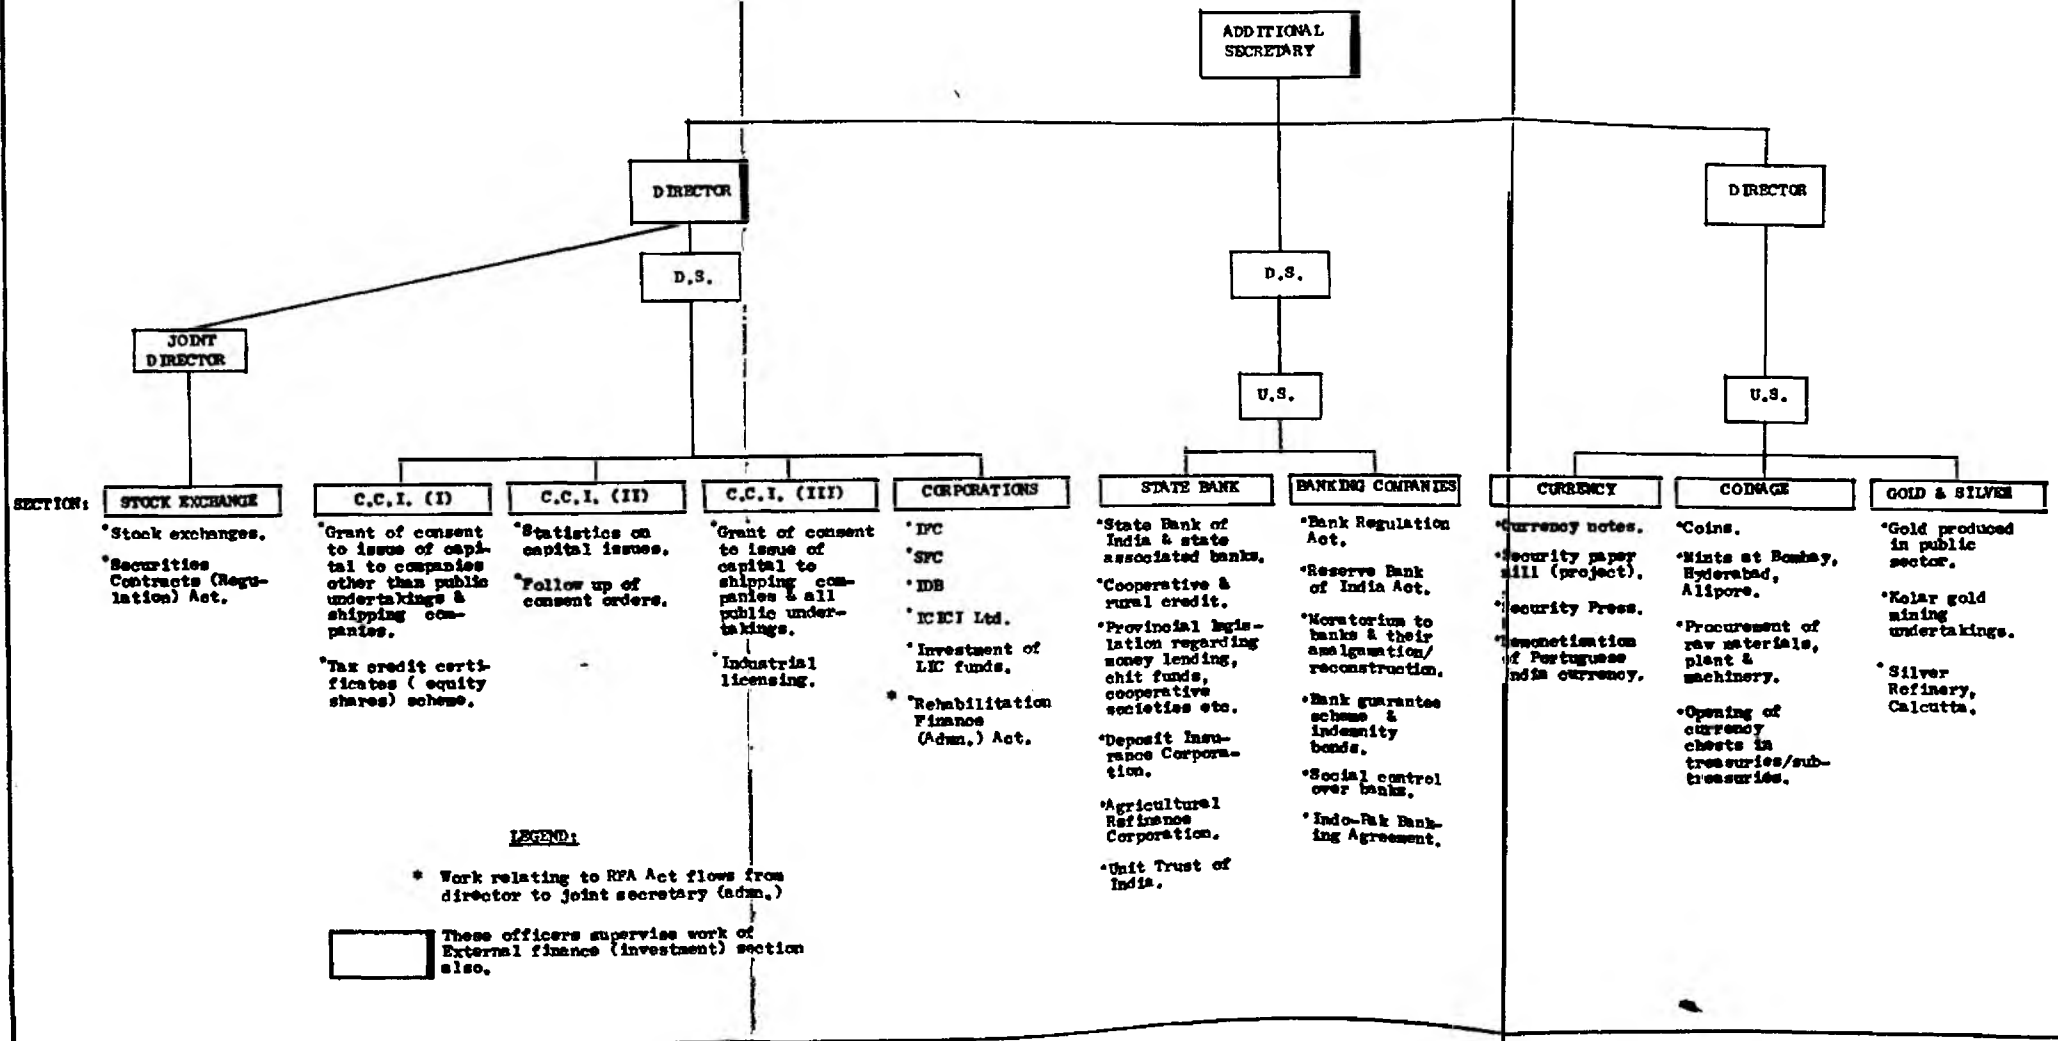 ADDITIONAL
SECRETARY
DIRECTOR
DIRECTOR
D.S.
D.S.
JOINT
DIRECTOR
U.S.
U.S.
SECTION:
STOCK EXCHANGE
*Stock exchanges.
*Securities
Contracts (Regu-
lation) Act.
C.C.I. (I)
*Grant of consent
to issue of capi-
tal to companies
other than public
undertakings &
shipping com-
panies.
*Tax credit certi-
ficates ( equity
shares) scheme.
C.C.I. (II)
*Statistics on
capital issues.
*Follow up of
consent orders.
C.C.I. (III)
*Grant of consent
to issue of
capital to
shipping com-
panies & all
public under-
takings.
*Industrial
licensing.
CORPORATIONS
*IFC
*SFC
*IDB
*ICICI Ltd.
*Investment of
LIC funds.
* *Rehabilitation
Finance
(Admn.) Act.
STATE BANK
*State Bank of
India & state
associated banks.
*Cooperative &
rural credit.
*Provincial legis-
lation regarding
money lending,
chit funds,
cooperative
societies etc.
*Deposit Insu-
rance Corpora-
tion.
*Agricultural
Refinance
Corporation.
*Unit Trust of
India.
BANKING COMPANIES
*Bank Regulation
Act.
*Reserve Bank
of India Act.
*Moratorium to
banks & their
amalgamation/
reconstruction.
*Bank guarantee
scheme &
indemnity
bonds.
*Social control
over banks.
*Indo-Pak Bank-
ing Agreement.
CURRENCY
*Currency notes.
*Security paper
mill (project).
*Security Press.
*Demonetisation
of Portuguese
India currency.
COINAGE
*Coins.
*Mints at Bombay,
Hyderabad,
Alipore.
*Procurement of
raw materials,
plant &
machinery.
*Opening of
currency
chests in
treasuries/sub-
treasuries.
GOLD & SILVER
*Gold produced
in public
sector.
*Kolar gold
mining
undertakings.
*Silver
Refinery,
Calcutta.
LEGEND:
* Work relating to RFA Act flows from
director to joint secretary (adm.)
These officers supervise work of
External finance (investment) section
also.